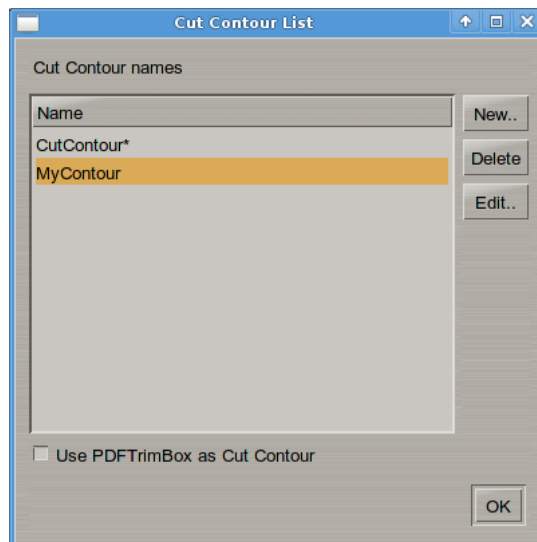 Cut Contour List
Cut Contour names
Name
New..
CutContour*
Delete
MyContour
Edit..
Use PDFTrimBox as Cut Contour
OK